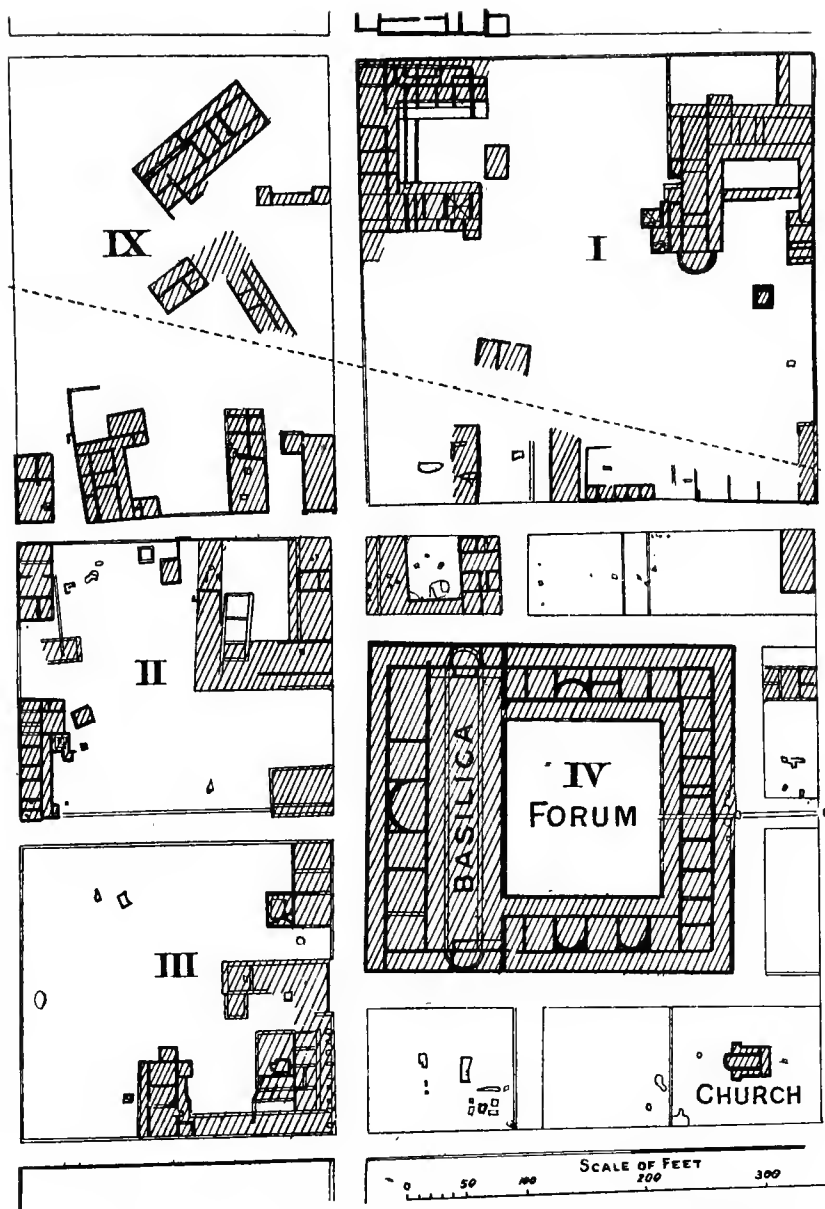 IX
I
II
BASILICA
IV
FORUM
III
CHURCH
SCALE OF FEET
0 50 100 200 300